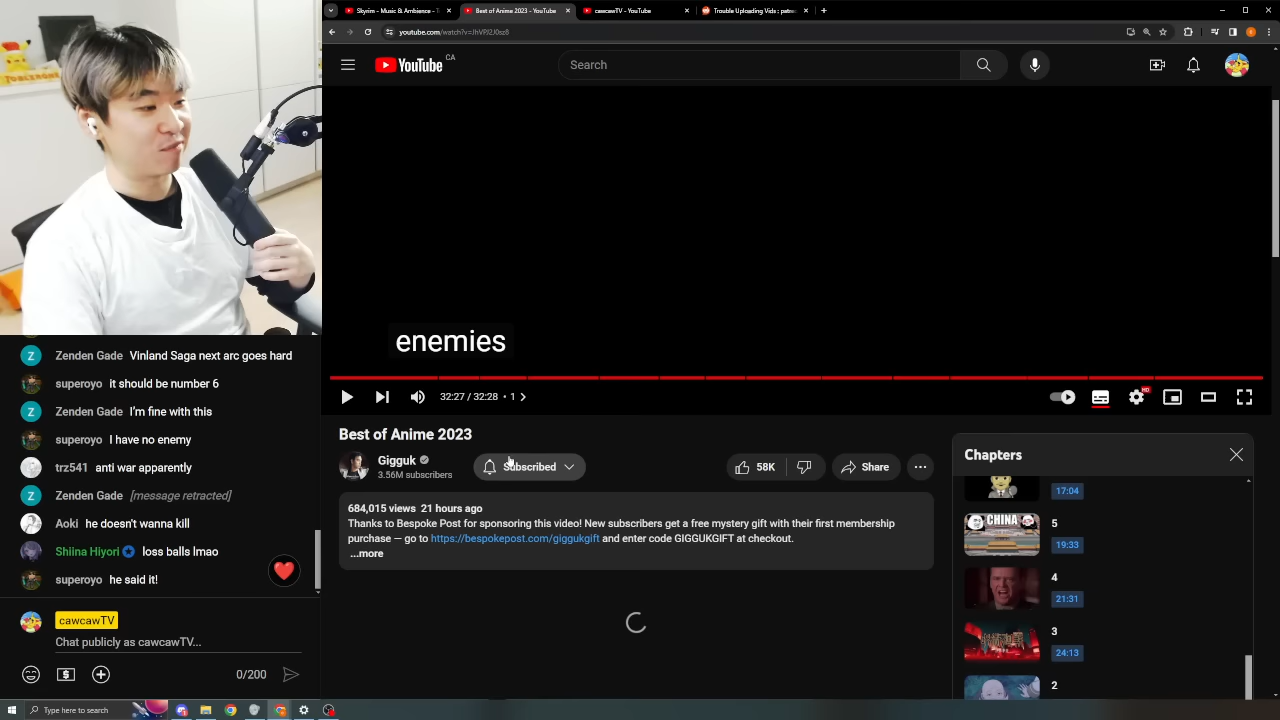 Skyrim - Music & Ambience - T
Best of Anime 2023 - YouTube
cawcawTV - YouTube
Trouble Uploading Vids : patre
youtube.com/watch?v=JhVPJ2J0sz8
YouTube CA
Search
TOBLERONE
enemies
32:27 / 32:28 • 1
HD
Best of Anime 2023
Gigguk
3.56M subscribers
Subscribed
58K
Share
684,015 views 21 hours ago
Thanks to Bespoke Post for sponsoring this video! New subscribers get a free mystery gift with their first membership
purchase — go to https://bespokepost.com/giggukgift and enter code GIGGUKGIFT at checkout.
...more
Chapters
17:04
CHINA
5
19:33
4
21:31
3
24:13
2
Z Zenden Gade Vinland Saga next arc goes hard
superoyo it should be number 6
Z Zenden Gade I'm fine with this
superoyo I have no enemy
trz541 anti war apparently
Z Zenden Gade [message retracted]
Aoki he doesn't wanna kill
Shiina Hiyori loss balls lmao
superoyo he said it!
cawcawTV
Chat publicly as cawcawTV...
0/200
Type here to search